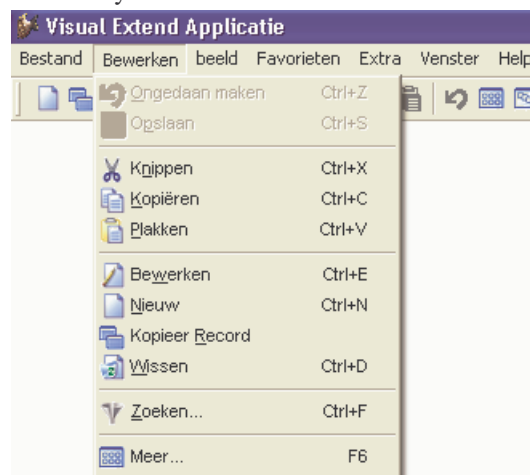 Visual Extend Applicatie
Bestand Bewerken beeld Favorieten Extra Venster Help
Ongedaan maken Ctrl+Z
Opslaan Ctrl+S
Knippen Ctrl+X
Kopiëren Ctrl+C
Plakken Ctrl+V
Bewerken Ctrl+E
Nieuw Ctrl+N
Kopieer Record
Wissen Ctrl+D
Zoeken... Ctrl+F
Meer... F6